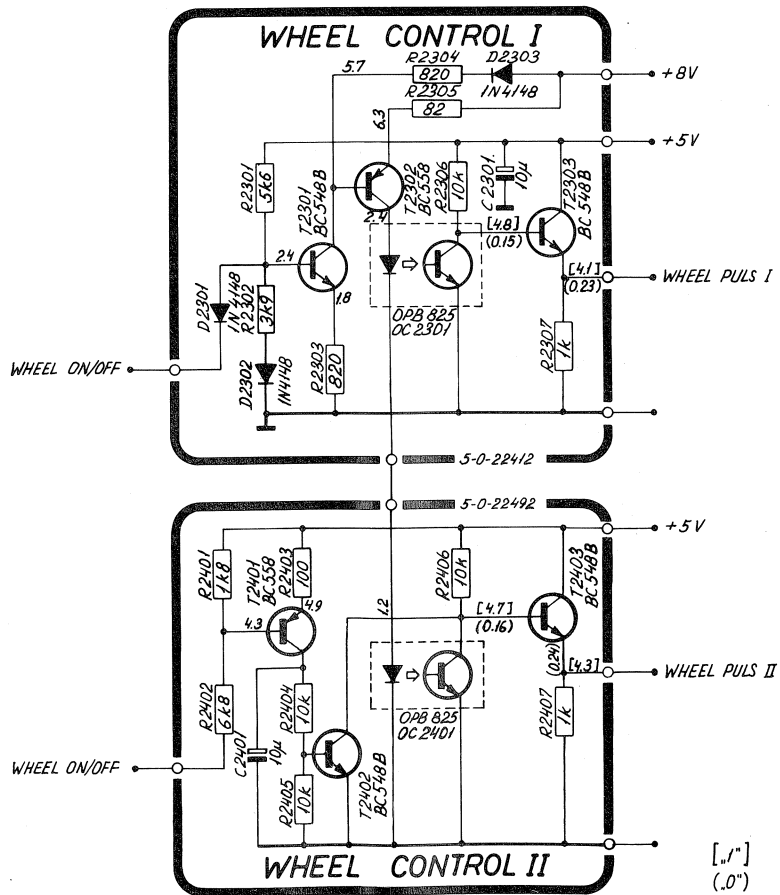 WHEEL CONTROL I
R2304
820
D2303
1N4148
5.7
+8V
R2305
82
6.3
+5V
R2301
5k6
T2301
BC548B
T2302
BC558
R2306
10k
C2301
10µ
T2303
BC548B
2.4
2.4
[4.8]
(0.15)
1.8
[4.1]
(0.23)
WHEEL PULS I
D2301
1N4148
R2302
3k9
OPB 825
OC2301
R2307
1k
WHEEL ON/OFF
D2302
1N4148
R2303
820
5-0-22412
5-0-22492
+5V
R2401
1k8
T2401
BC558
R2403
100
R2406
10k
T2403
BC548B
4.9
4.3
1.2
[4.7]
(0.16)
(0.24)
[4.3]
WHEEL PULS II
R2402
6k8
R2404
10k
OPB 825
OC2401
R2407
1k
C2401
10µ
WHEEL ON/OFF
R2405
10k
T2402
BC548B
WHEEL CONTROL II
[„1"]
(„0")